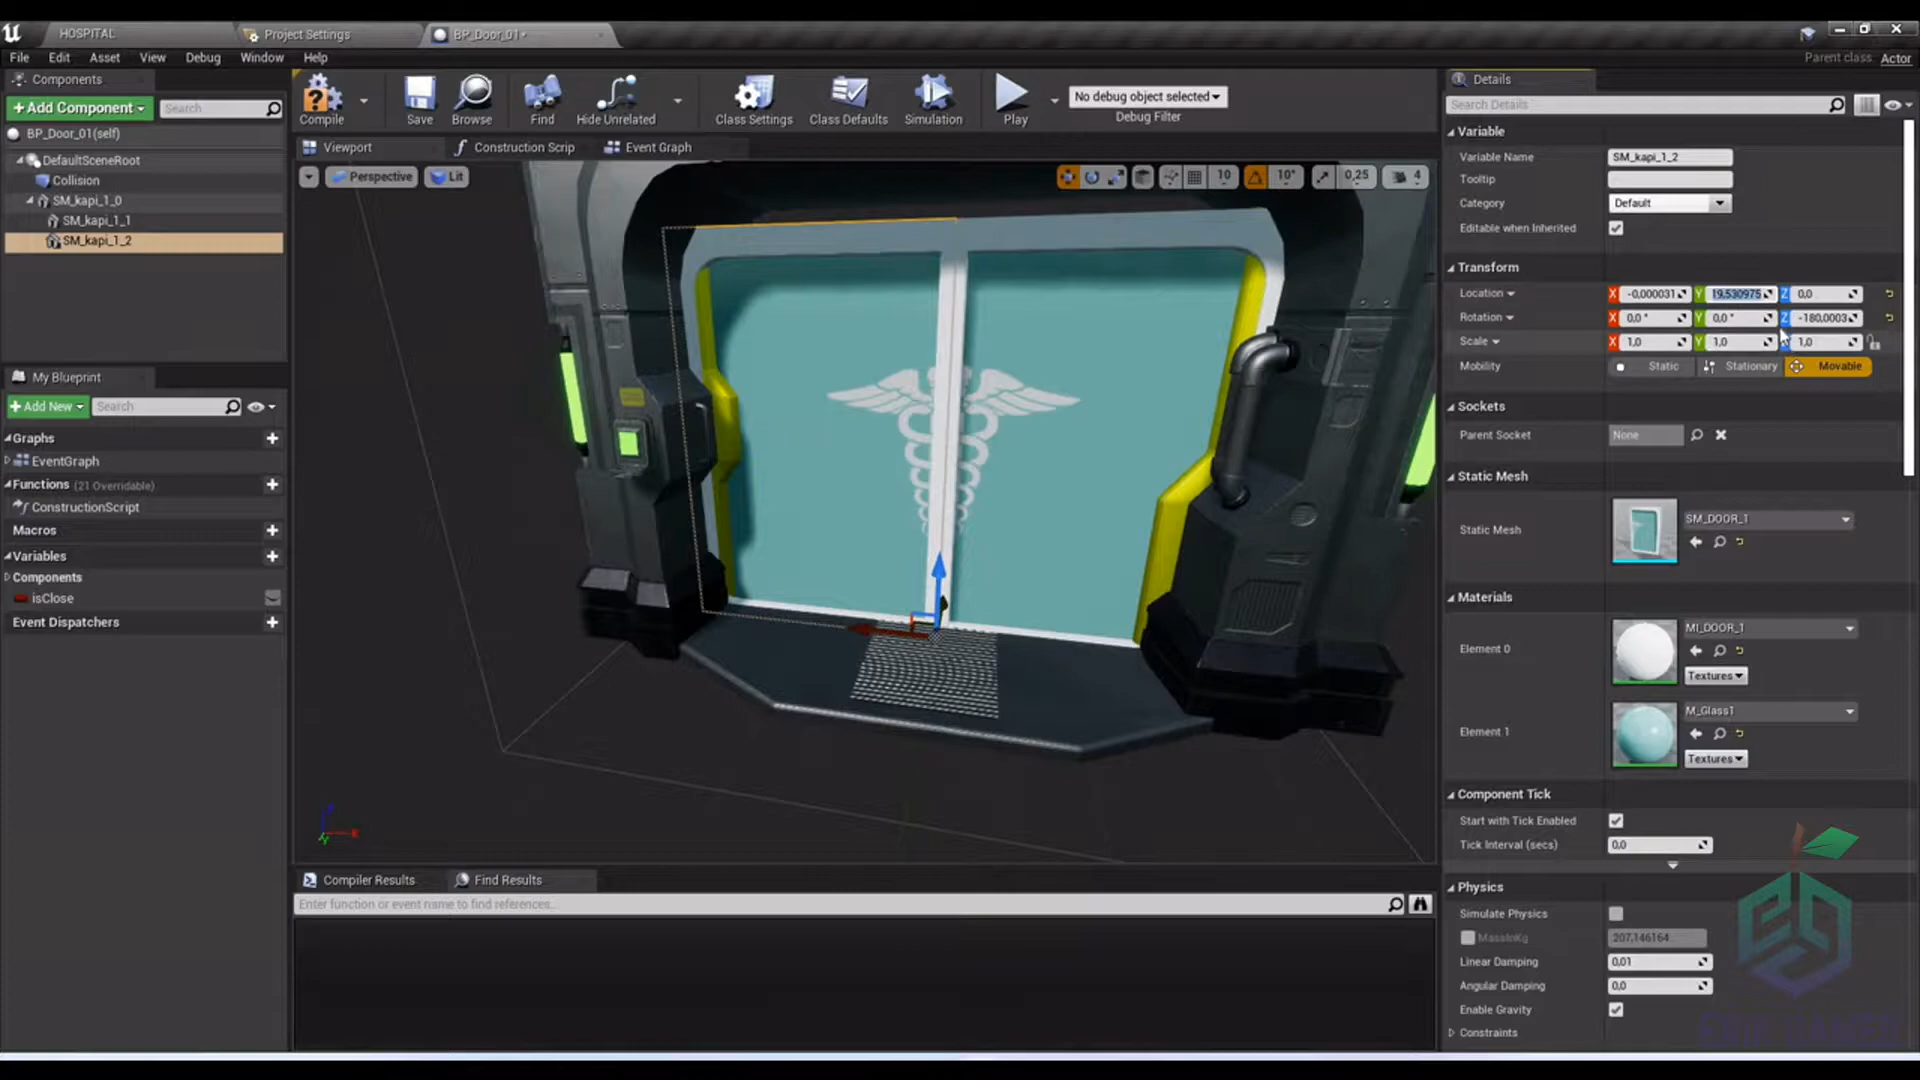 HOSPITAL
Project Settings
BP_Door_01*
File Edit Asset View Debug Window Help
Parent class: Actor
Components
+Add Component
Search
BP_Door_01(self)
DefaultSceneRoot
Collision
SM_kapi_1_0
SM_kapi_1_1
SM_kapi_1_2
My Blueprint
+Add New
Search
Graphs
EventGraph
Functions (21 Overridable)
ConstructionScript
Macros
Variables
Components
isClose
Event Dispatchers
Compile Save Browse Find Hide Unrelated Class Settings Class Defaults Simulation Play
No debug object selected
Debug Filter
Viewport Construction Scrip Event Graph
Perspective Lit
10 10° 0,25 4
Compiler Results Find Results
Enter function or event name to find references...
Details
Search Details
Variable
Variable Name SM_kapi_1_2
Tooltip
Category Default
Editable when Inherited
Transform
Location X -0,000031 Y 19,530975 Z 0,0
Rotation X 0,0 ° Y 0,0 ° Z -180,0003
Scale X 1,0 1,0 1,0
Mobility Static Stationary Movable
Sockets
Parent Socket None
Static Mesh
Static Mesh SM_DOOR_1
Materials
Element 0 MI_DOOR_1
Textures
Element 1 M_Glass1
Textures
Component Tick
Start with Tick Enabled
Tick Interval (secs) 0,0
Physics
Simulate Physics
MassInKg 207,146164
Linear Damping 0,01
Angular Damping 0,0
Enable Gravity
Constraints